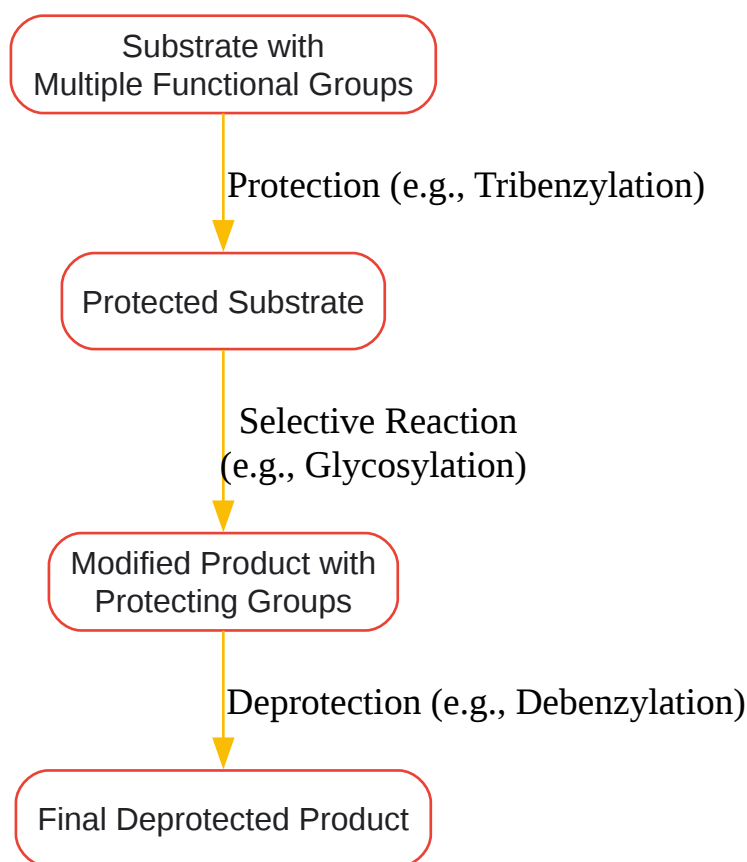 Substrate with
Multiple Functional Groups
Protection (e.g., Tribenzylation)
Protected Substrate
Selective Reaction
(e.g., Glycosylation)
Modified Product with
Protecting Groups
Deprotection (e.g., Debenzylation)
Final Deprotected Product